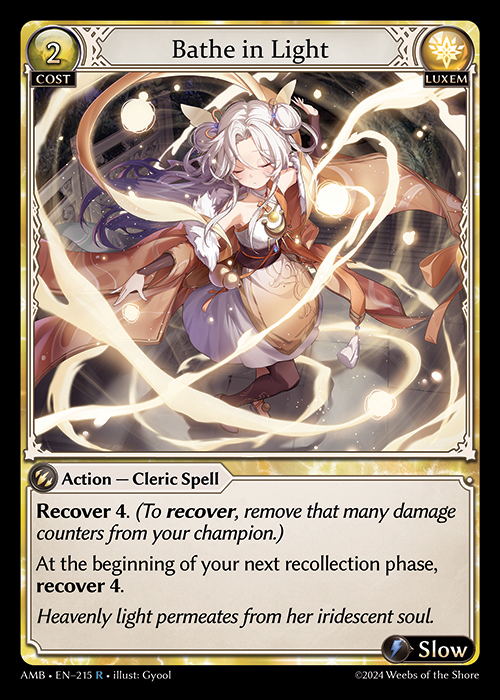 2
COST
Bathe in Light
LUXEM
Action — Cleric Spell
Recover 4. (To recover, remove that many damage
counters from your champion.)
At the beginning of your next recollection phase,
recover 4.
Heavenly light permeates from her iridescent soul.
Slow
AMB • EN-215 R • illust: Gyool
©2024 Weebs of the Shore